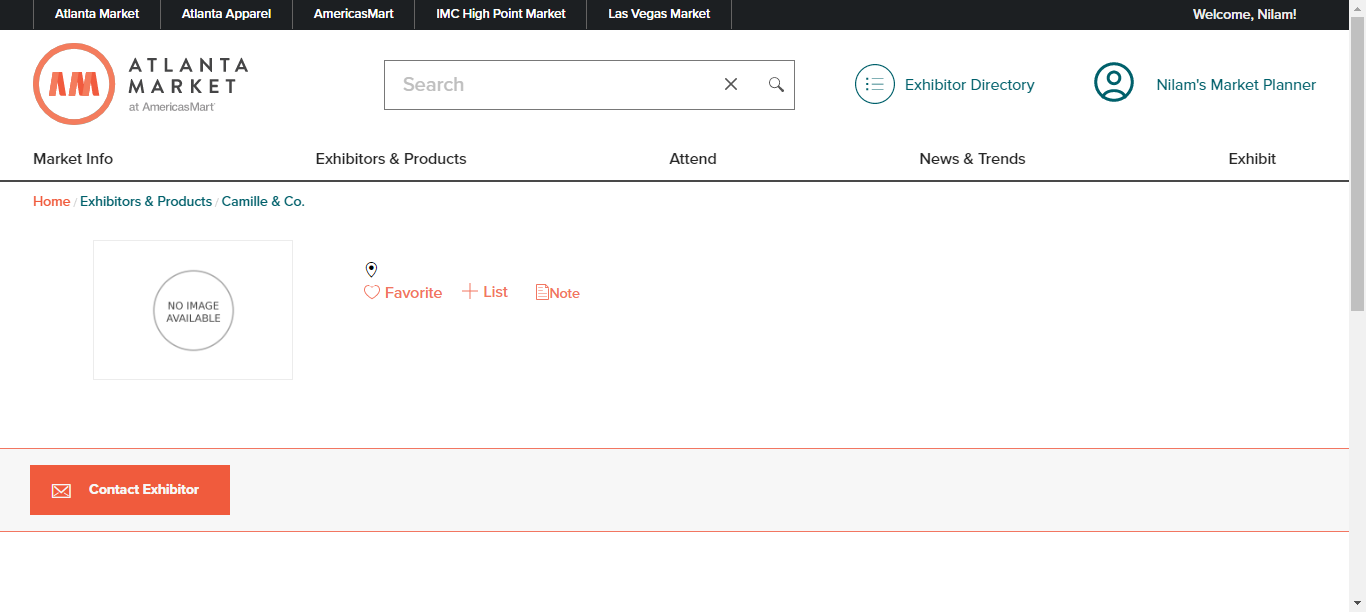 Atlanta Market Atlanta Apparel AmericasMart IMC High Point Market Las Vegas Market Welcome, Nilam!
AM ATLANTA
MARKET
at AmericasMart
Search Exhibitor Directory Nilam's Market Planner
Market Info Exhibitors & Products Attend News & Trends Exhibit
Home / Exhibitors & Products / Camille & Co.
NO IMAGE
AVAILABLE
Favorite List Note
Contact Exhibitor